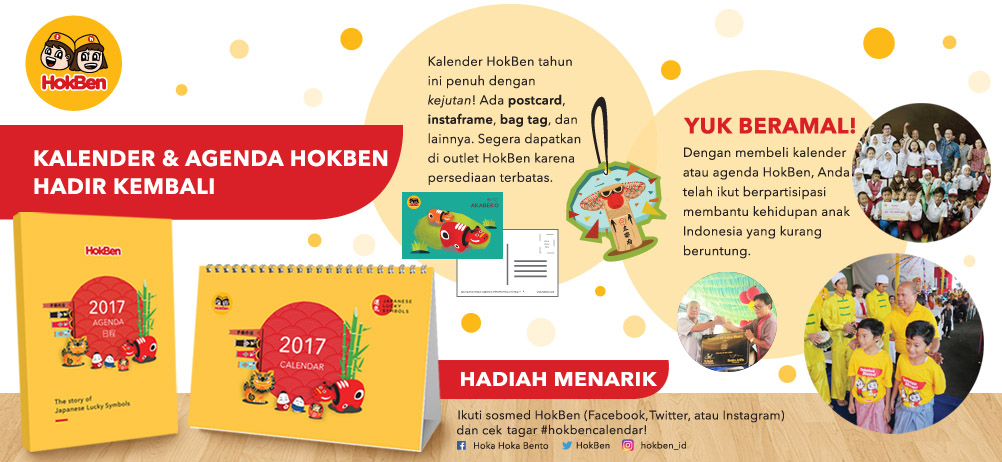 HokBen
KALENDER & AGENDA HOKBEN
HADIR KEMBALI
Kalender HokBen tahun
ini penuh dengan
kejutan! Ada postcard,
instaframe, bag tag, dan
lainnya. Segera dapatkan
di outlet HokBen karena
persediaan terbatas.
YUK BERAMAL!
Dengan membeli kalender
atau agenda HokBen, Anda
telah ikut berpartisipasi
membantu kehidupan anak
Indonesia yang kurang
beruntung.
AKABEKO
HokBen
2017
AGENDA
日程
The story of
Japanese Lucky Symbols
JAPANESE
LUCKY
SYMBOLS
2017
CALENDAR
HADIAH MENARIK
Ikuti sosmed HokBen (Facebook,Twitter, atau Instagram)
dan cek tagar #hokbencalendar!
Hoka Hoka Bento HokBen hokben_id